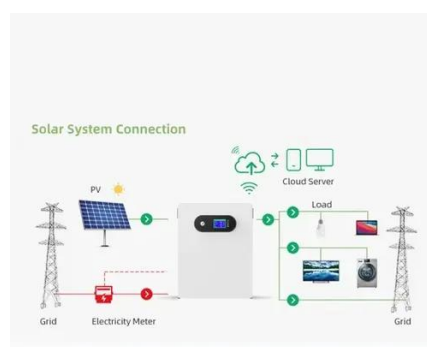 Solar System Connection
PV
Cloud Server
Load
Grid
Electricity Meter
Grid